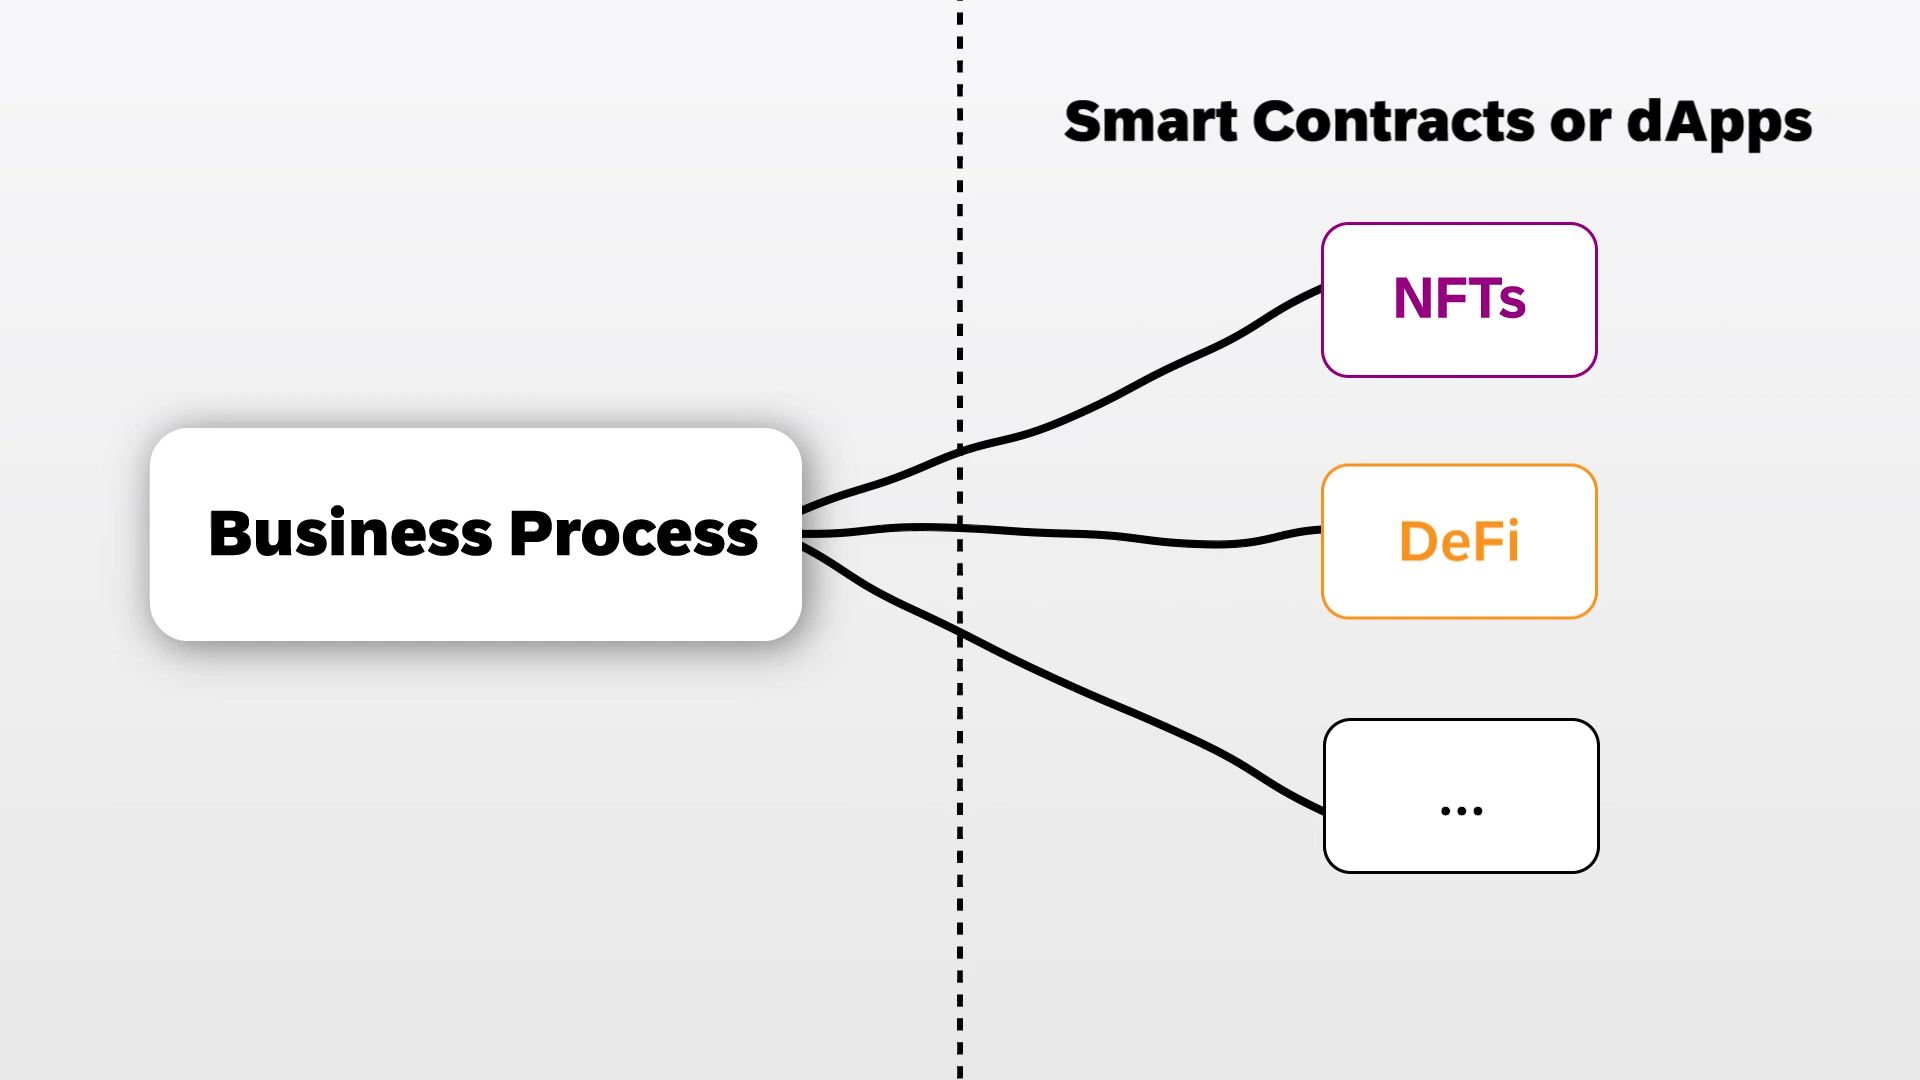 Smart Contracts or dApps
NFTs
Business Process
DeFi
...